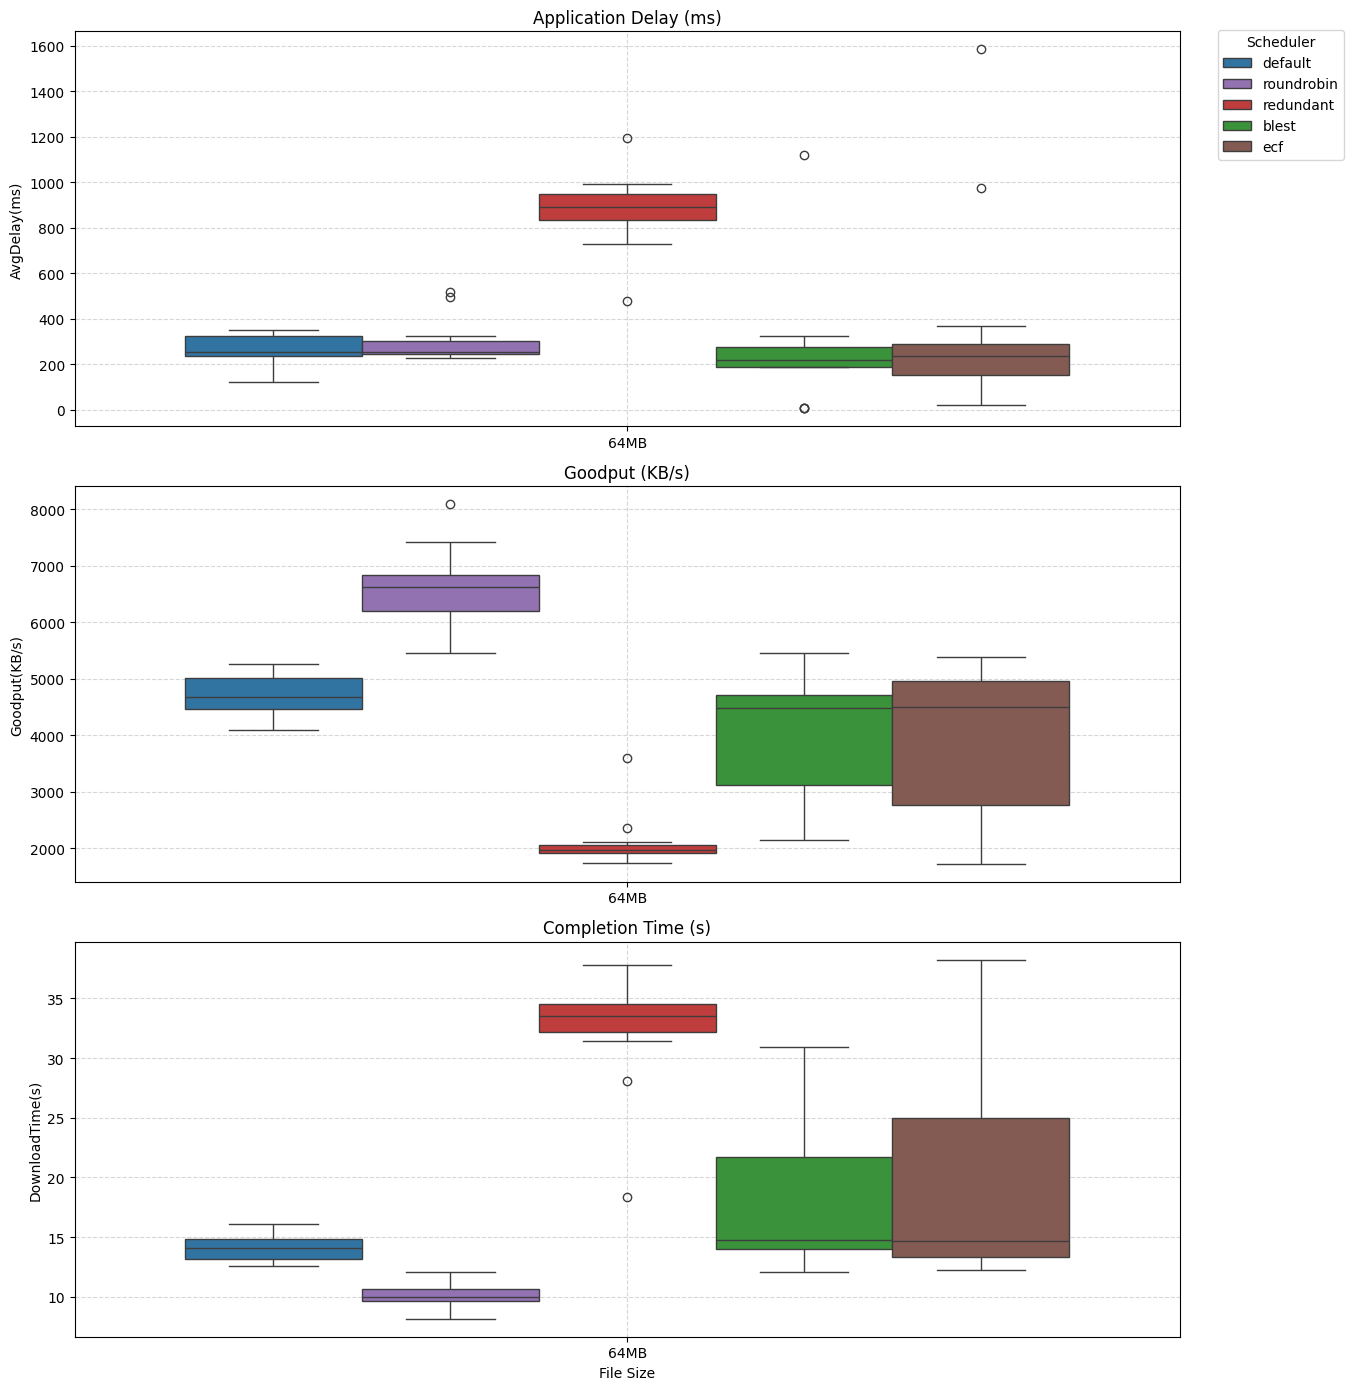 Application Delay (ms)
1600
1400
1200
1000
800
600
400
200
0
AvgDelay(ms)
64MB
Scheduler
default
roundrobin
redundant
blest
ecf
Goodput (KB/s)
8000
7000
6000
5000
4000
3000
2000
Goodput(KB/s)
64MB
Completion Time (s)
35
30
25
20
15
10
DownloadTime(s)
64MB
File Size